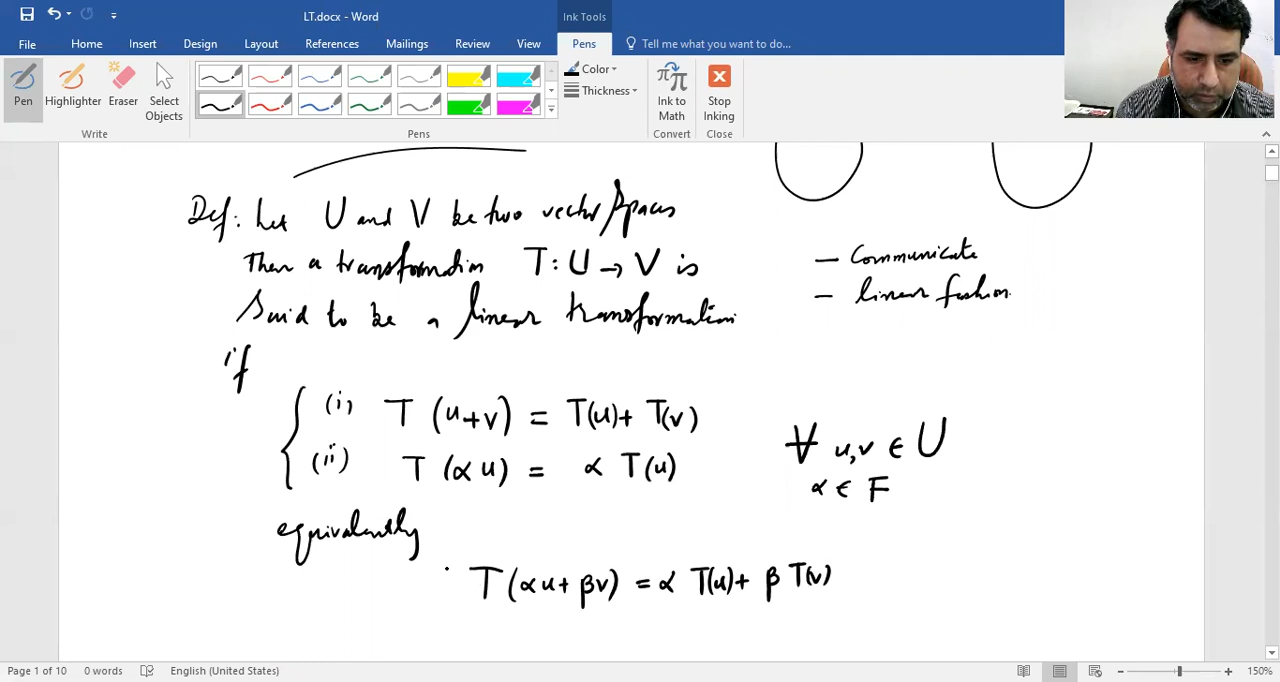 LT.docx - Word
Ink Tools
File Home Insert Design Layout References Mailings Review View Pens Tell me what you want to do...
Pen Highlighter Eraser Select Objects Color Thickness Ink to Math Stop Inking
Write Pens Convert Close
Def: Let U and V be two vector spaces
Then a transformation T: U → V is
said to be a linear transformation
if
(i) T (u+v) = T(u)+ T(v)
(ii) T (α u) = α T(u)
∀ u,v ∈ U
α ∈ F
equivalently
T (αu + βv) = α T(u)+ β T(v)
— Communicate
— linear fashion.
Page 1 of 10 0 words English (United States) 150%